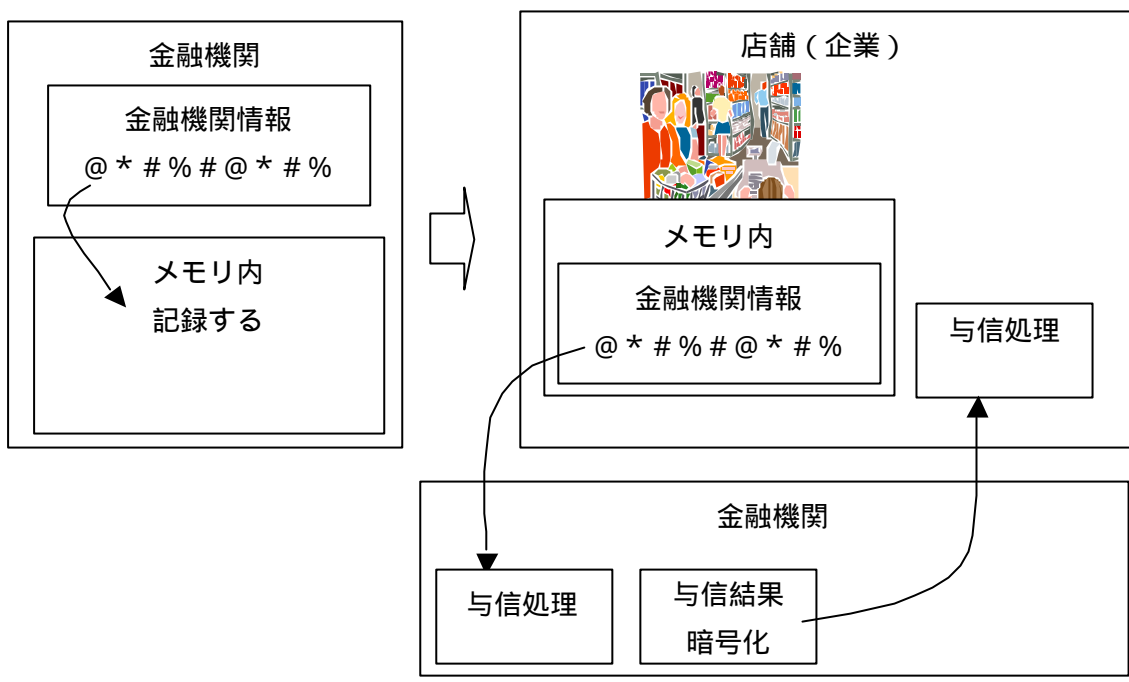 金融機関
金融機関情報
@*#%#@*#%
メモリ内
記録する
店舗(企業)
メモリ内
金融機関情報
@*#%#@*#%
与信処理
金融機関
与信処理
与信結果
暗号化